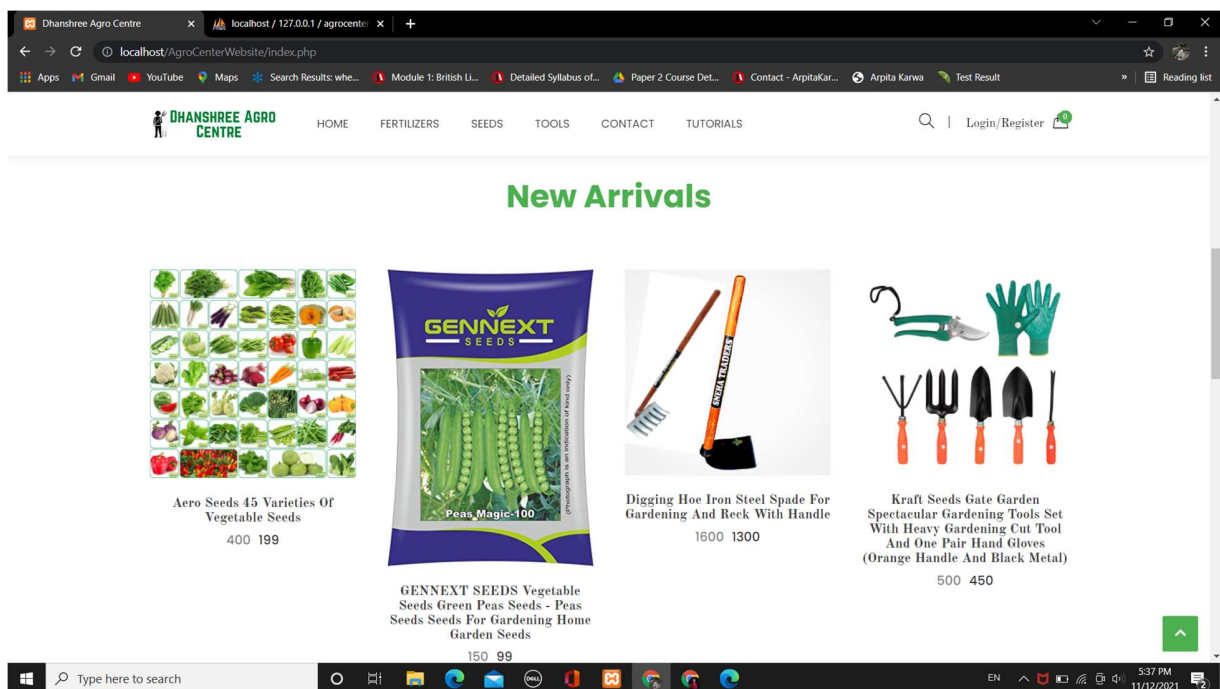 Dhanshree Agro Centre
localhost / 127.0.0.1 / agrocenter
localhost/AgroCenterWebsite/index.php
Apps Gmail YouTube Maps Search Results: whe... Module 1: British Li... Detailed Syllabus of... Paper 2 Course Det... Contact - ArpitaKar... Arpita Karwa Test Result » Reading list
DHANSHREE AGRO
CENTRE
HOME FERTILIZERS SEEDS TOOLS CONTACT TUTORIALS
| Login/Register 0
New Arrivals
Aero Seeds 45 Varieties Of
Vegetable Seeds
400 199
GENNEXT
SEEDS
(Photograph is an indication of kind only)
Peas Magic-100
GENNEXT SEEDS Vegetable
Seeds Green Peas Seeds - Peas
Seeds Seeds For Gardening Home
Garden Seeds
150 99
SNEHA TRADERS
Digging Hoe Iron Steel Spade For
Gardening And Reck With Handle
1600 1300
Kraft Seeds Gate Garden
Spectacular Gardening Tools Set
With Heavy Gardening Cut Tool
And One Pair Hand Gloves
(Orange Handle And Black Metal)
500 450
Type here to search
DELL
EN
5:37 PM
11/12/2021
2